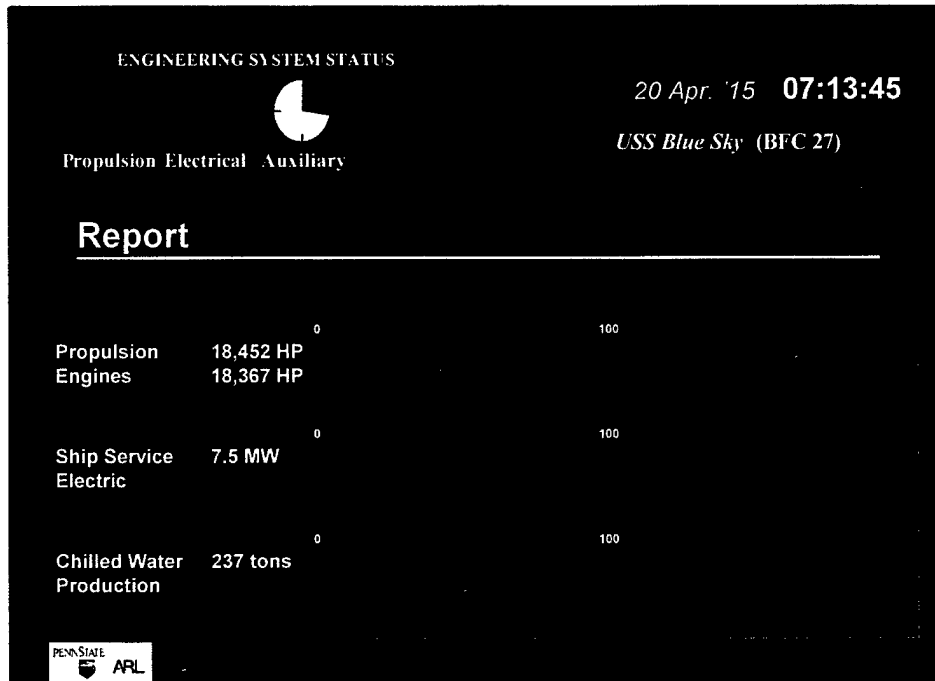 ENGINEERING SYSTEM STATUS
20 Apr. '15 07:13:45
USS Blue Sky (BFC 27)
Propulsion Electrical Auxiliary
Report
0 100
Propulsion 18,452 HP
Engines 18,367 HP
0 100
Ship Service 7.5 MW
Electric
0 100
Chilled Water 237 tons
Production
PENNSTATE
ARL